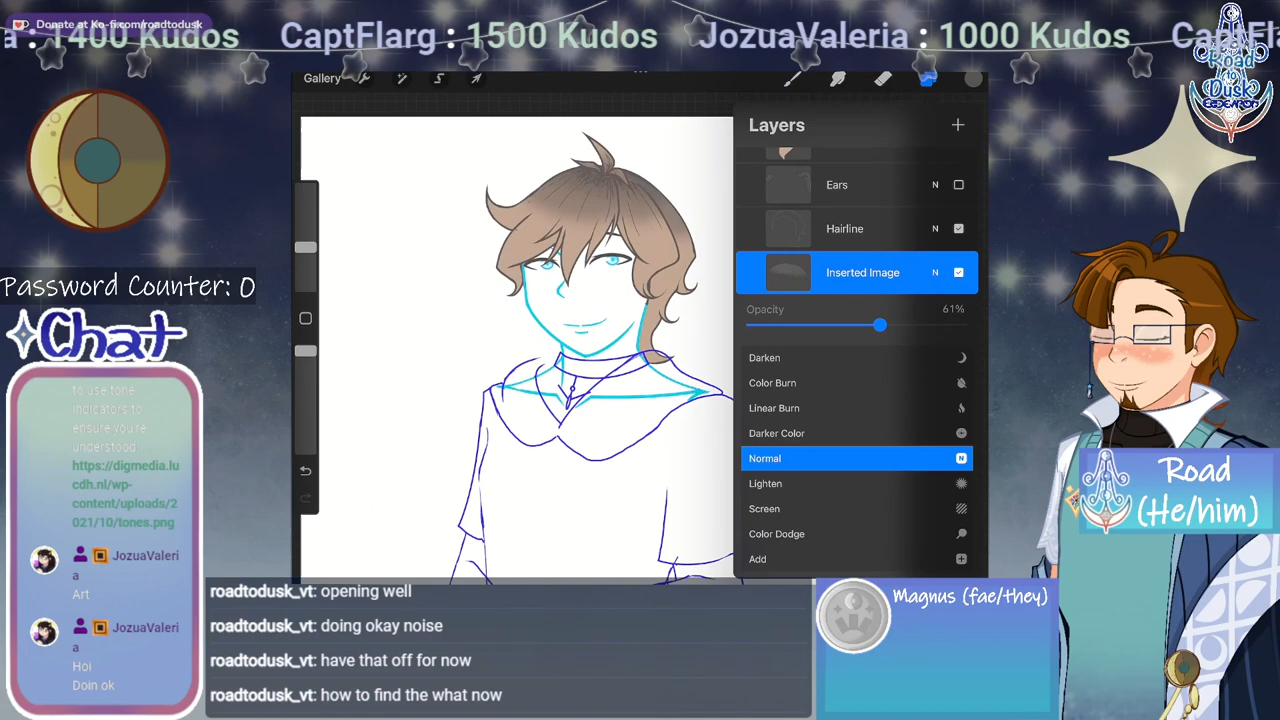 Donate at Ko-fi.com/roadtodusk
a : 1400 Kudos CaptFlarg : 1500 Kudos JozuaValeria : 1000 Kudos CaptFla
Road
to
Dusk
Gallery
Layers
Ears N
Hairline N
Inserted Image N
Opacity 61%
Darken
Color Burn
Linear Burn
Darker Color
Normal N
Lighten
Screen
Color Dodge
Add
Password Counter: 0
Chat
to use tone
indicators to
ensure you're
understood
https://digmedia.lu
cdh.nl/wp-
content/uploads/2
021/10/tones.png
JozuaValeri
a
Art
JozuaValeri
a
Hoi
Doin ok
roadtodusk_vt: opening well
roadtodusk_vt: doing okay noise
roadtodusk_vt: have that off for now
roadtodusk_vt: how to find the what now
Road
(He/him)
Magnus (fae/they)